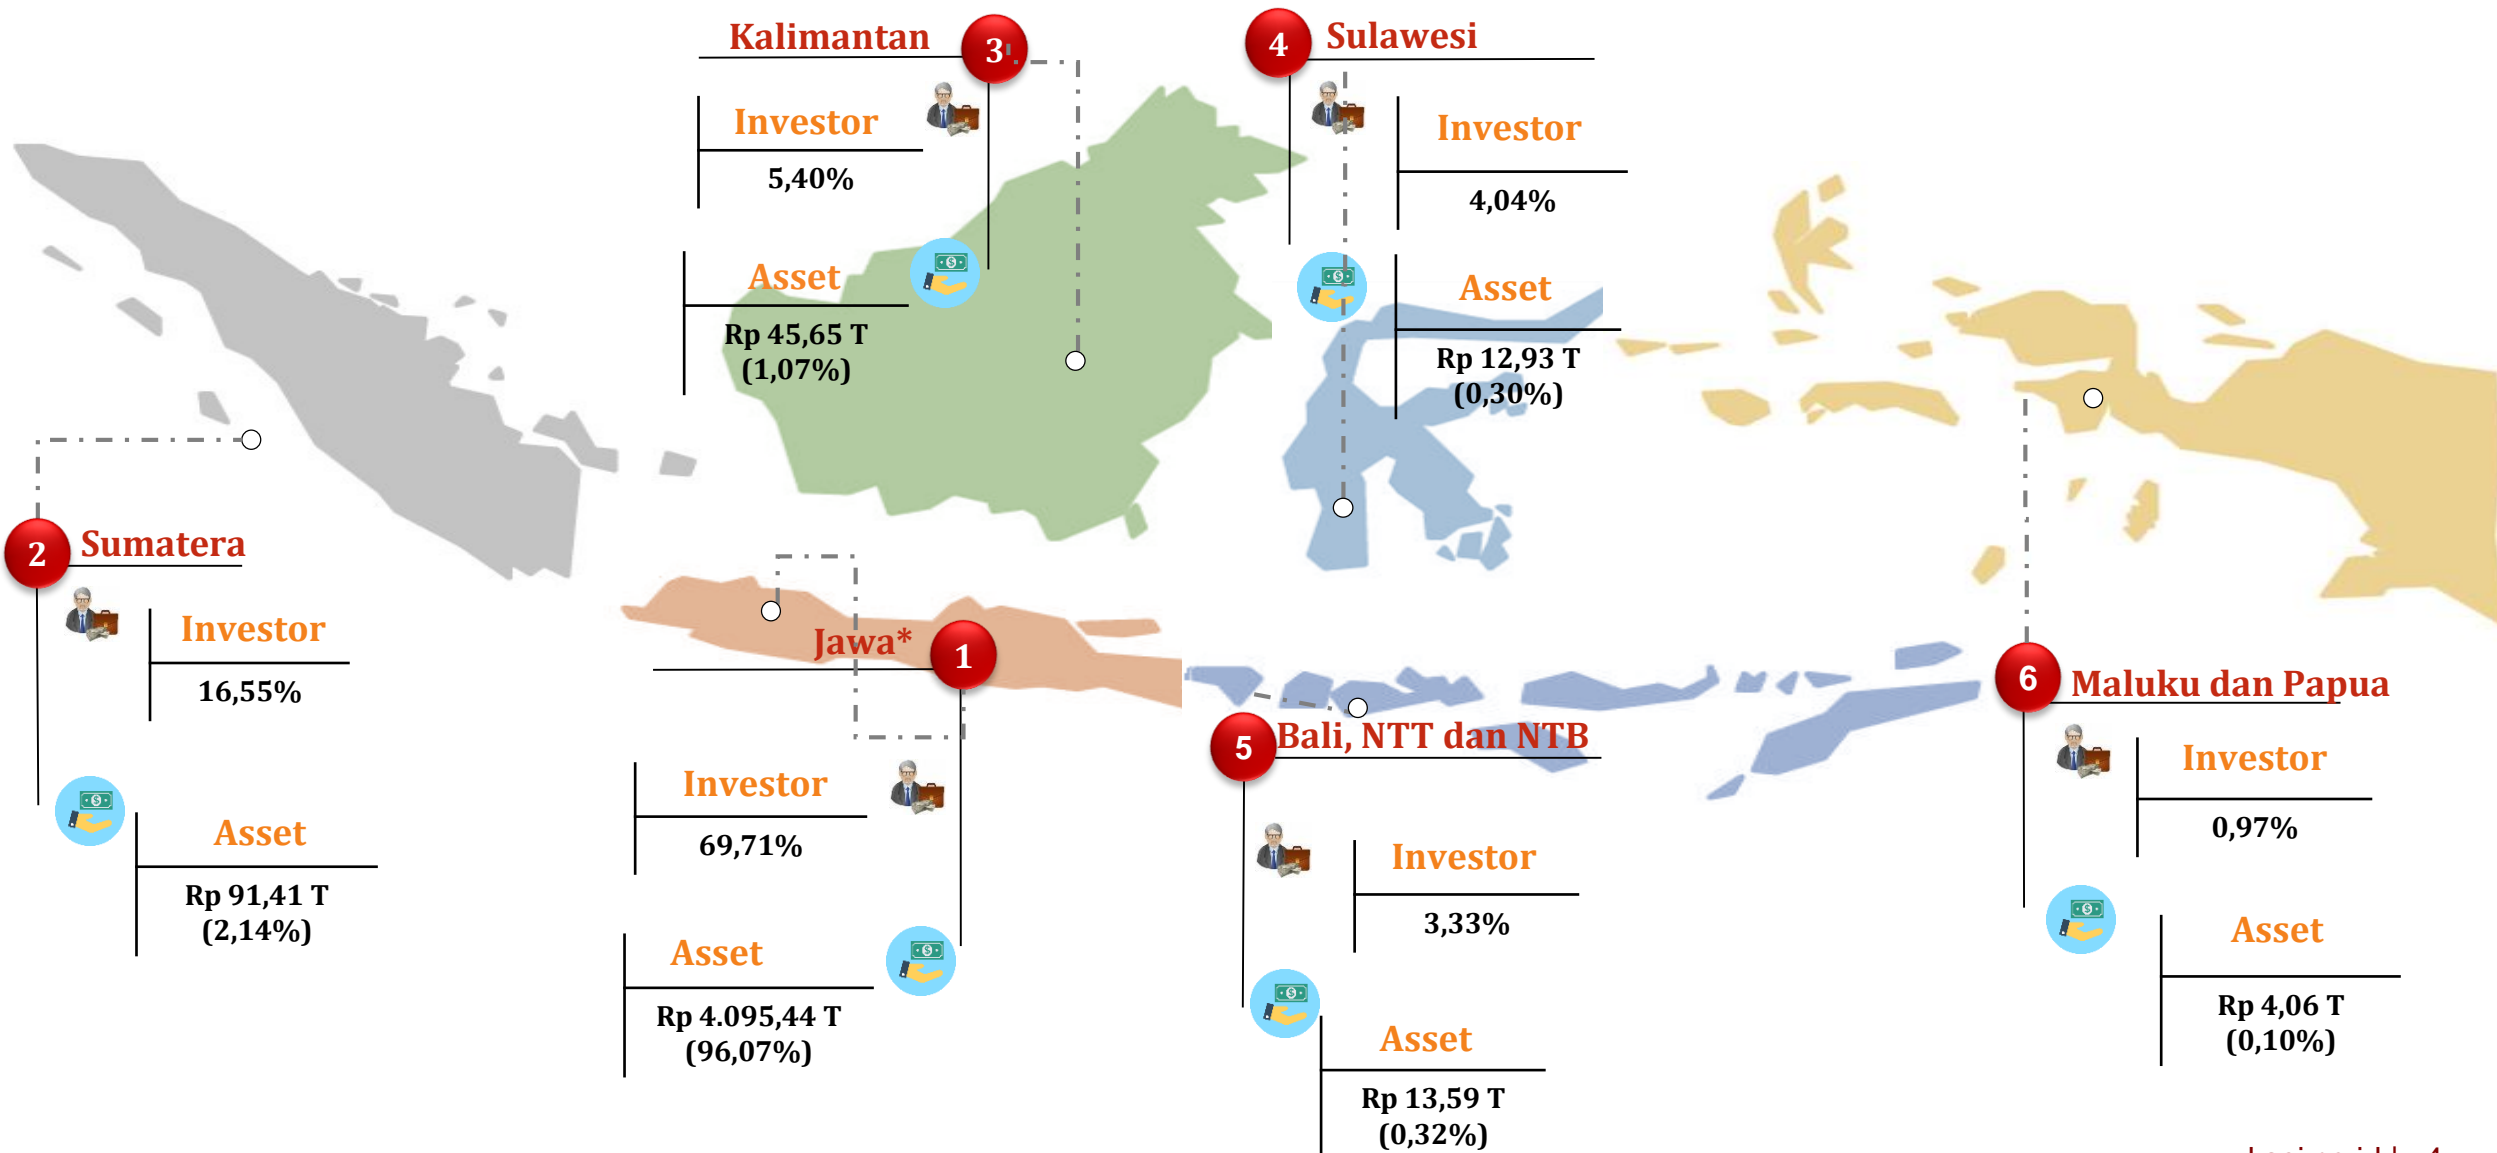 Kalimantan
3
Investor
5,40%
Asset
Rp 45,65 T
(1,07%)
4
Sulawesi
Investor
4,04%
Asset
Rp 12,93 T
(0,30%)
2
Sumatera
Investor
16,55%
Asset
Rp 91,41 T
(2,14%)
Jawa*
1
Investor
69,71%
Asset
Rp 4.095,44 T
(96,07%)
5
Bali, NTT dan NTB
Investor
3,33%
Asset
Rp 13,59 T
(0,32%)
6
Maluku dan Papua
Investor
0,97%
Asset
Rp 4,06 T
(0,10%)